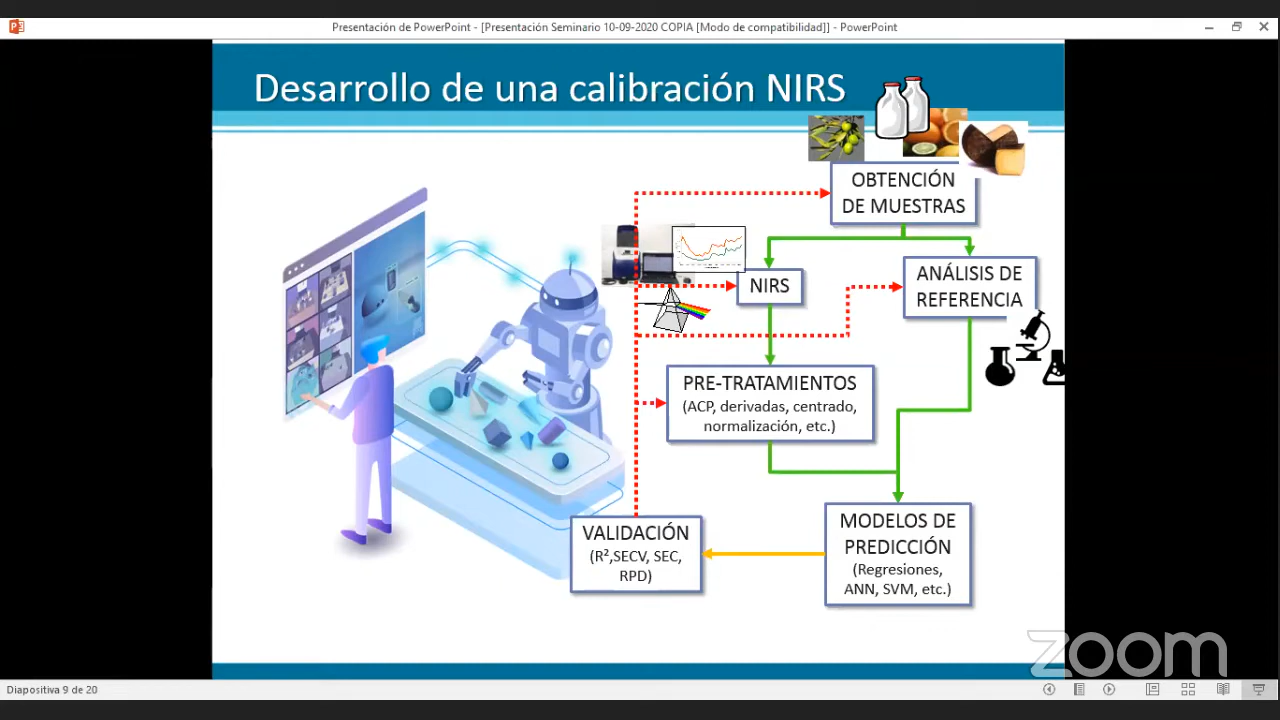 Presentación de PowerPoint - [Presentación Seminario 10-09-2020 COPIA [Modo de compatibilidad]] - PowerPoint
Desarrollo de una calibración NIRS
OBTENCIÓN
DE MUESTRAS
NIRS
ANÁLISIS DE
REFERENCIA
PRE-TRATAMIENTOS
(ACP, derivadas, centrado,
normalización, etc.)
MODELOS DE
PREDICCIÓN
(Regresiones,
ANN, SVM, etc.)
VALIDACIÓN
(R²,SECV, SEC,
RPD)
zoom
Diapositiva 9 de 20